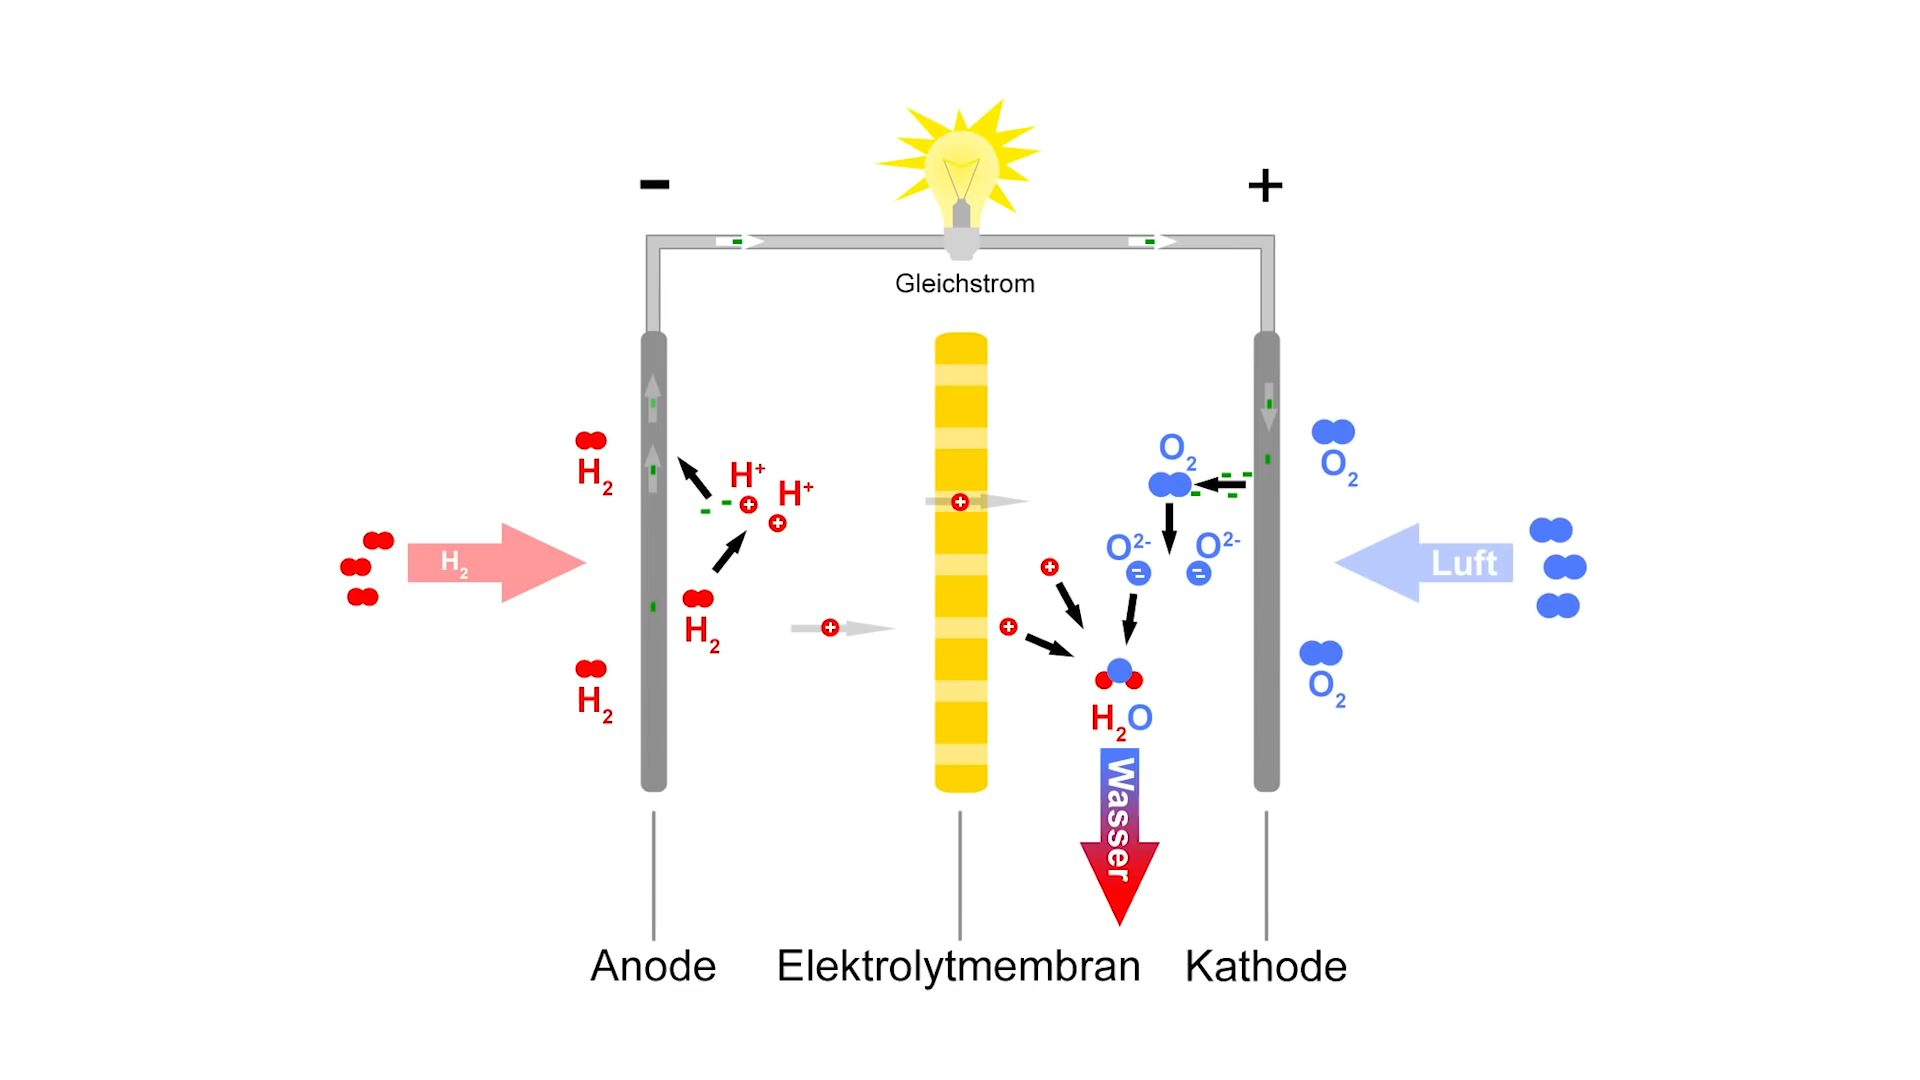 −
+
Gleichstrom
H₂
H⁺
H⁺
O₂
O₂
O²⁻
O²⁻
H₂
Luft
H₂
H₂
H₂O
O₂
Wasser
Anode
Elektrolytmembran
Kathode